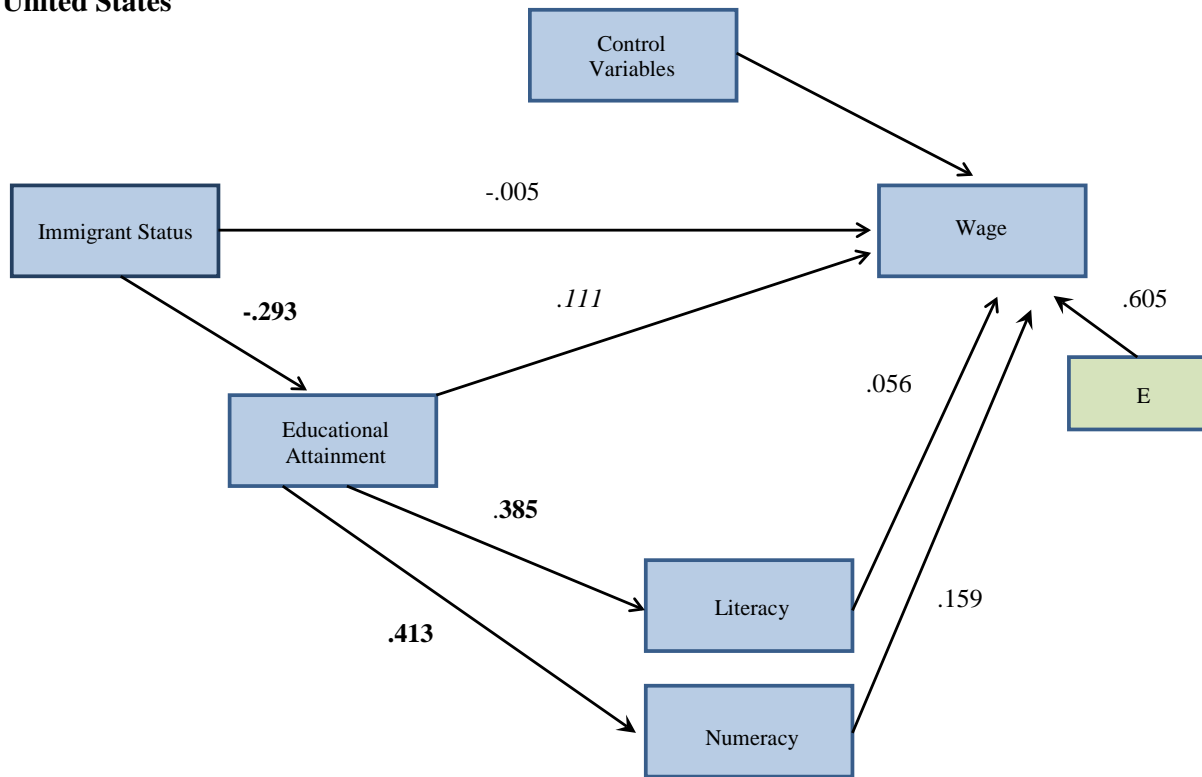 United States
Control
Variables
-.005
Immigrant Status
Wage
-.293
.111
.605
.056
E
Educational
Attainment
.385
.159
Literacy
.413
Numeracy